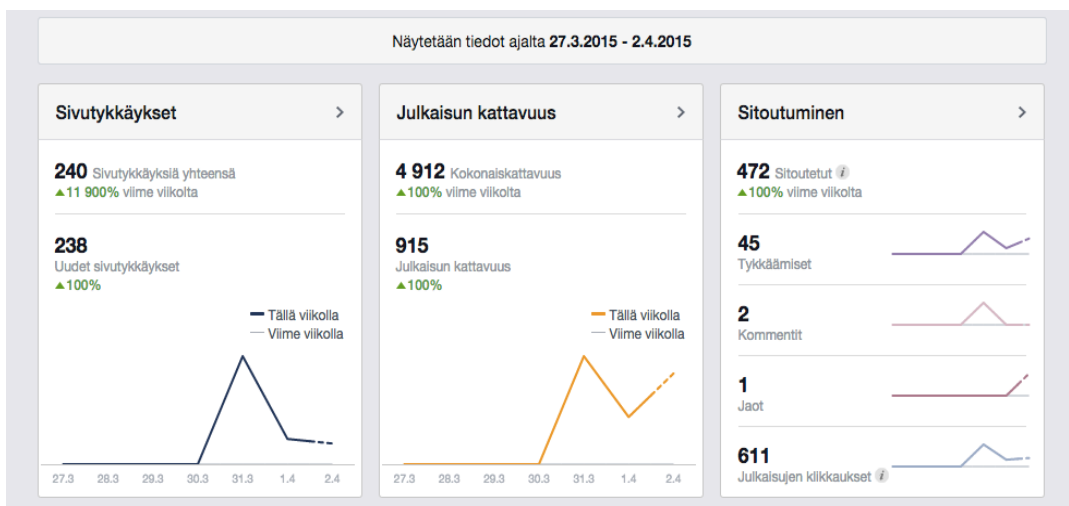 Näytetään tiedot ajalta 27.3.2015 - 2.4.2015
Sivutykkäykset
240 Sivutykkäyksiä yhteensä
▲11 900% viime viikolta
238
Uudet sivutykkäykset
▲100%
Tällä viikolla
Viime viikolla
27.3 28.3 29.3 30.3 31.3 1.4 2.4
Julkaisun kattavuus
4 912 Kokonaiskattavuus
▲100% viime viikolta
915
Julkaisun kattavuus
▲100%
Tällä viikolla
Viime viikolla
27.3 28.3 29.3 30.3 31.3 1.4 2.4
Sitoutuminen
472 Sitoutetut i
▲100% viime viikolta
45
Tykkäämiset
2
Kommentit
1
Jaot
611
Julkaisujen klikkaukset i